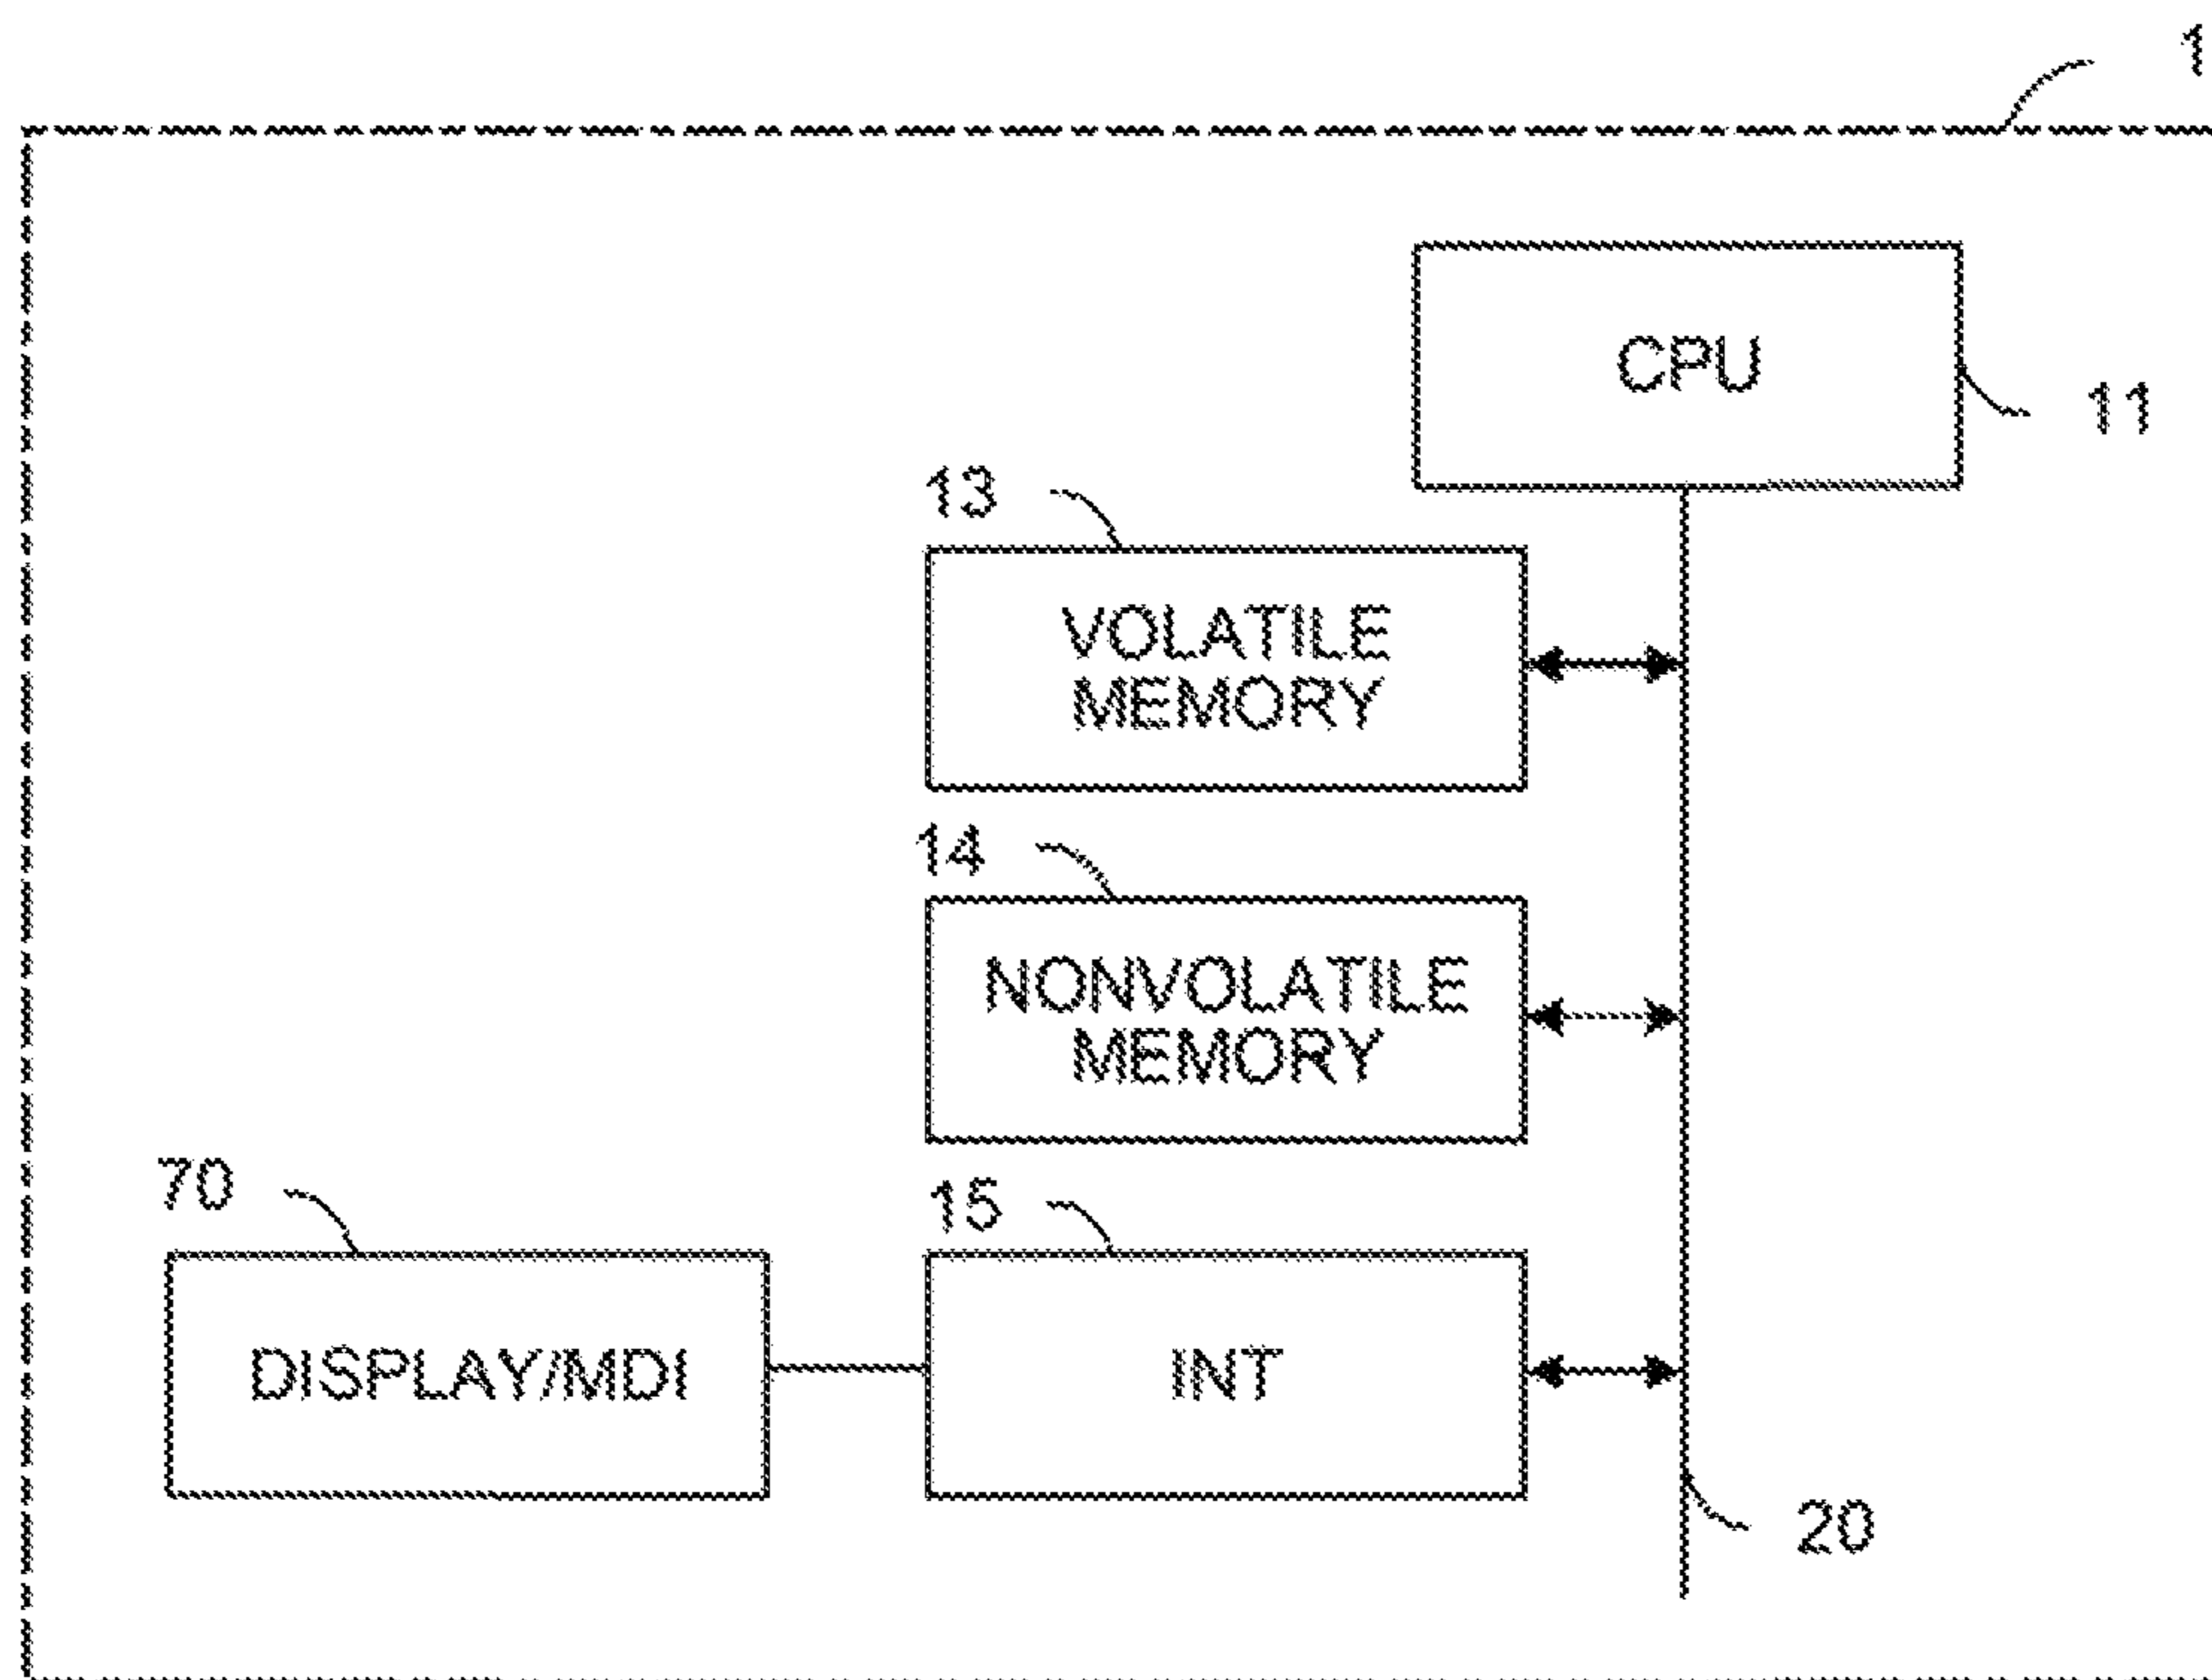 1
CPU
11
13
VOLATILE
MEMORY
14
NONVOLATILE
MEMORY
70
15
DISPLAY/MDI
INT
20